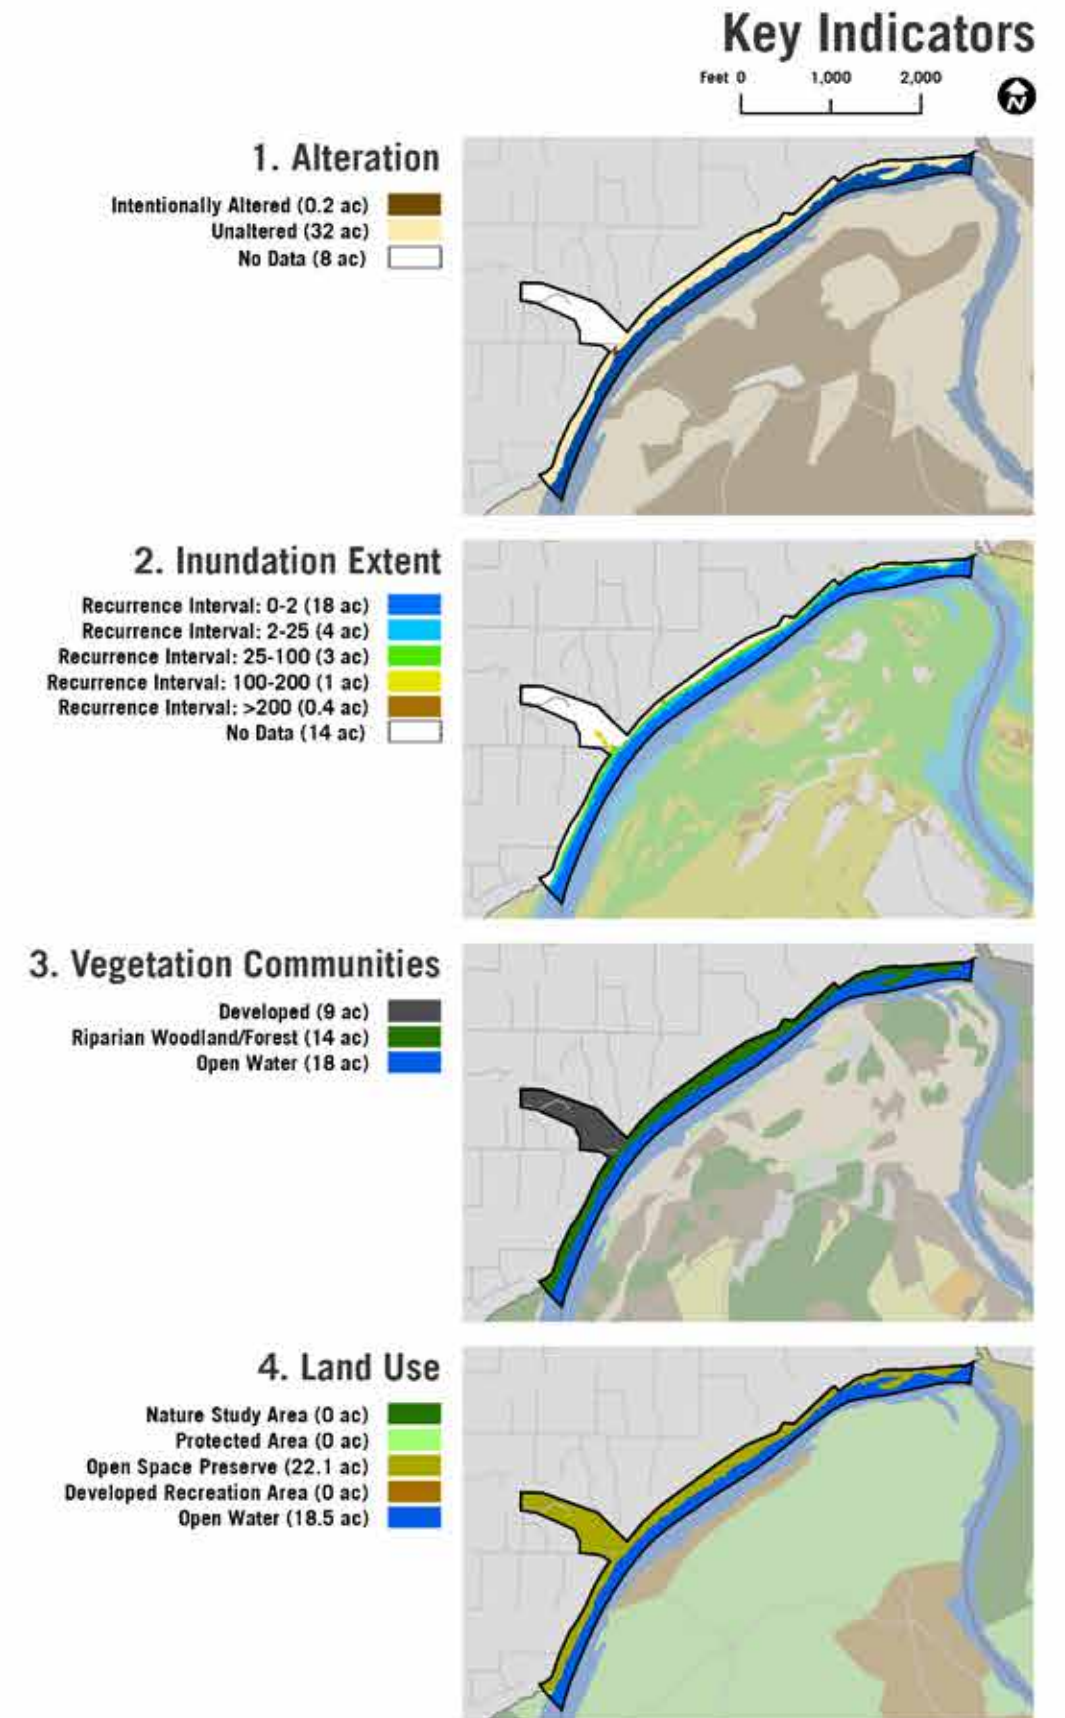 Key Indicators
Feet 0 1,000 2,000
N
1. Alteration
Intentionally Altered (0.2 ac)
Unaltered (32 ac)
No Data (8 ac)
2. Inundation Extent
Recurrence Interval: 0-2 (18 ac)
Recurrence Interval: 2-25 (4 ac)
Recurrence Interval: 25-100 (3 ac)
Recurrence Interval: 100-200 (1 ac)
Recurrence Interval: >200 (0.4 ac)
No Data (14 ac)
3. Vegetation Communities
Developed (9 ac)
Riparian Woodland/Forest (14 ac)
Open Water (18 ac)
4. Land Use
Nature Study Area (0 ac)
Protected Area (0 ac)
Open Space Preserve (22.1 ac)
Developed Recreation Area (0 ac)
Open Water (18.5 ac)